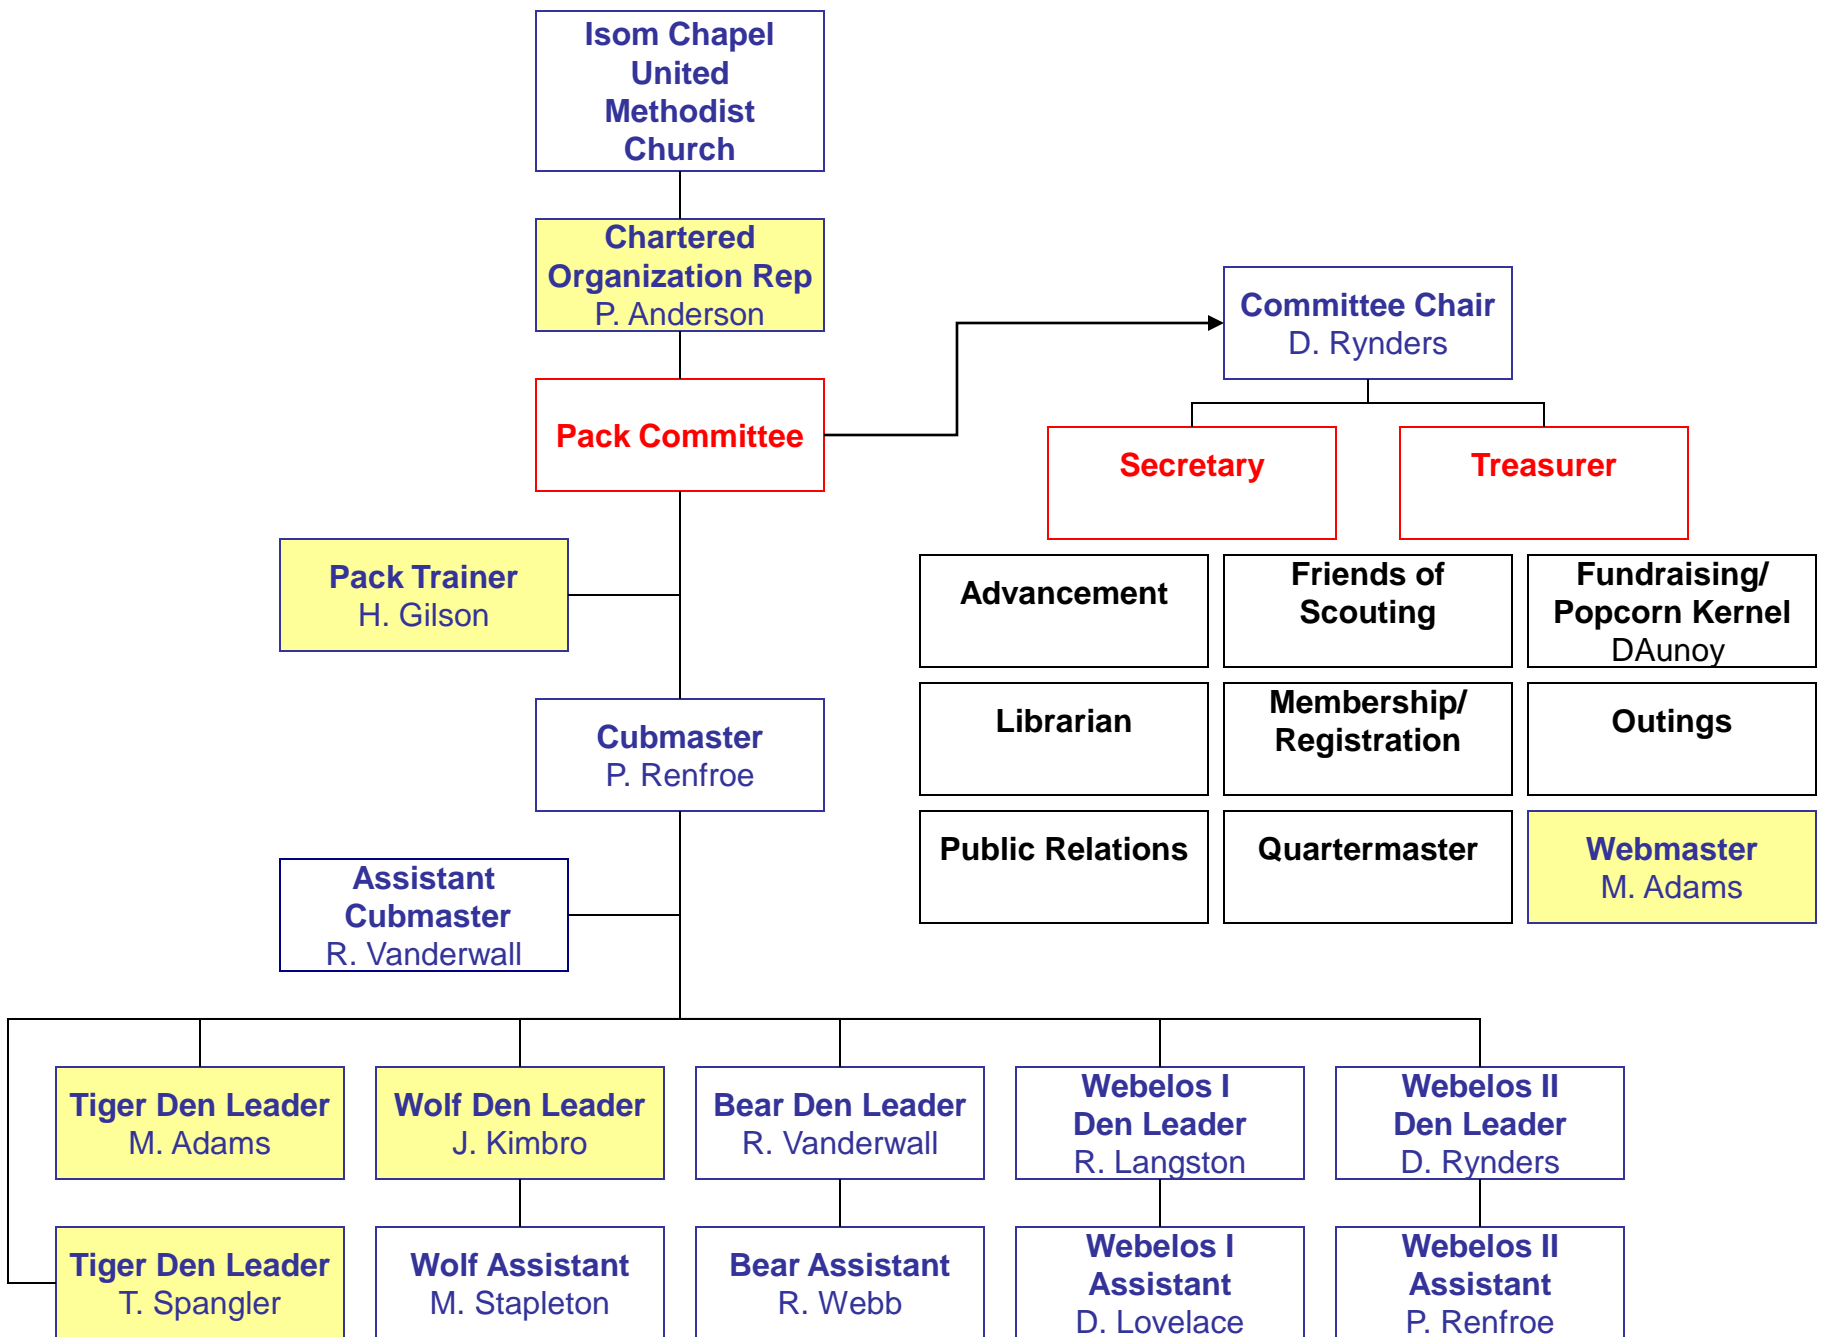 Isom Chapel
United
Methodist
Church
Chartered
Organization Rep
P. Anderson
Committee Chair
D. Rynders
Pack Committee
Secretary
Treasurer
Pack Trainer
H. Gilson
Advancement
Friends of
Scouting
Fundraising/
Popcorn Kernel
DAunoy
Cubmaster
P. Renfroe
Librarian
Membership/
Registration
Outings
Assistant
Cubmaster
R. Vanderwall
Public Relations
Quartermaster
Webmaster
M. Adams
Tiger Den Leader
M. Adams
Wolf Den Leader
J. Kimbro
Bear Den Leader
R. Vanderwall
Webelos I
Den Leader
R. Langston
Webelos II
Den Leader
D. Rynders
Tiger Den Leader
T. Spangler
Wolf Assistant
M. Stapleton
Bear Assistant
R. Webb
Webelos I
Assistant
D. Lovelace
Webelos II
Assistant
P. Renfroe